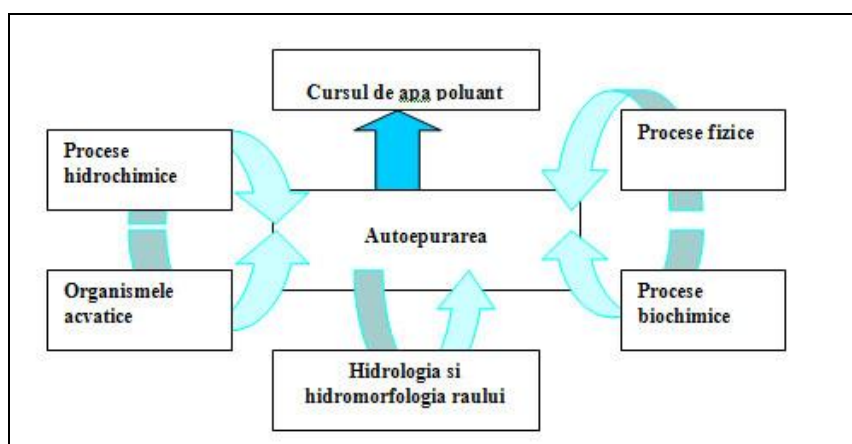 Cursul de apa poluant
Procese
hidrochimice
Procese fizice
Autoepurarea
Organismele
acvatice
Procese
biochimice
Hidrologia si
hidromorfologia raului